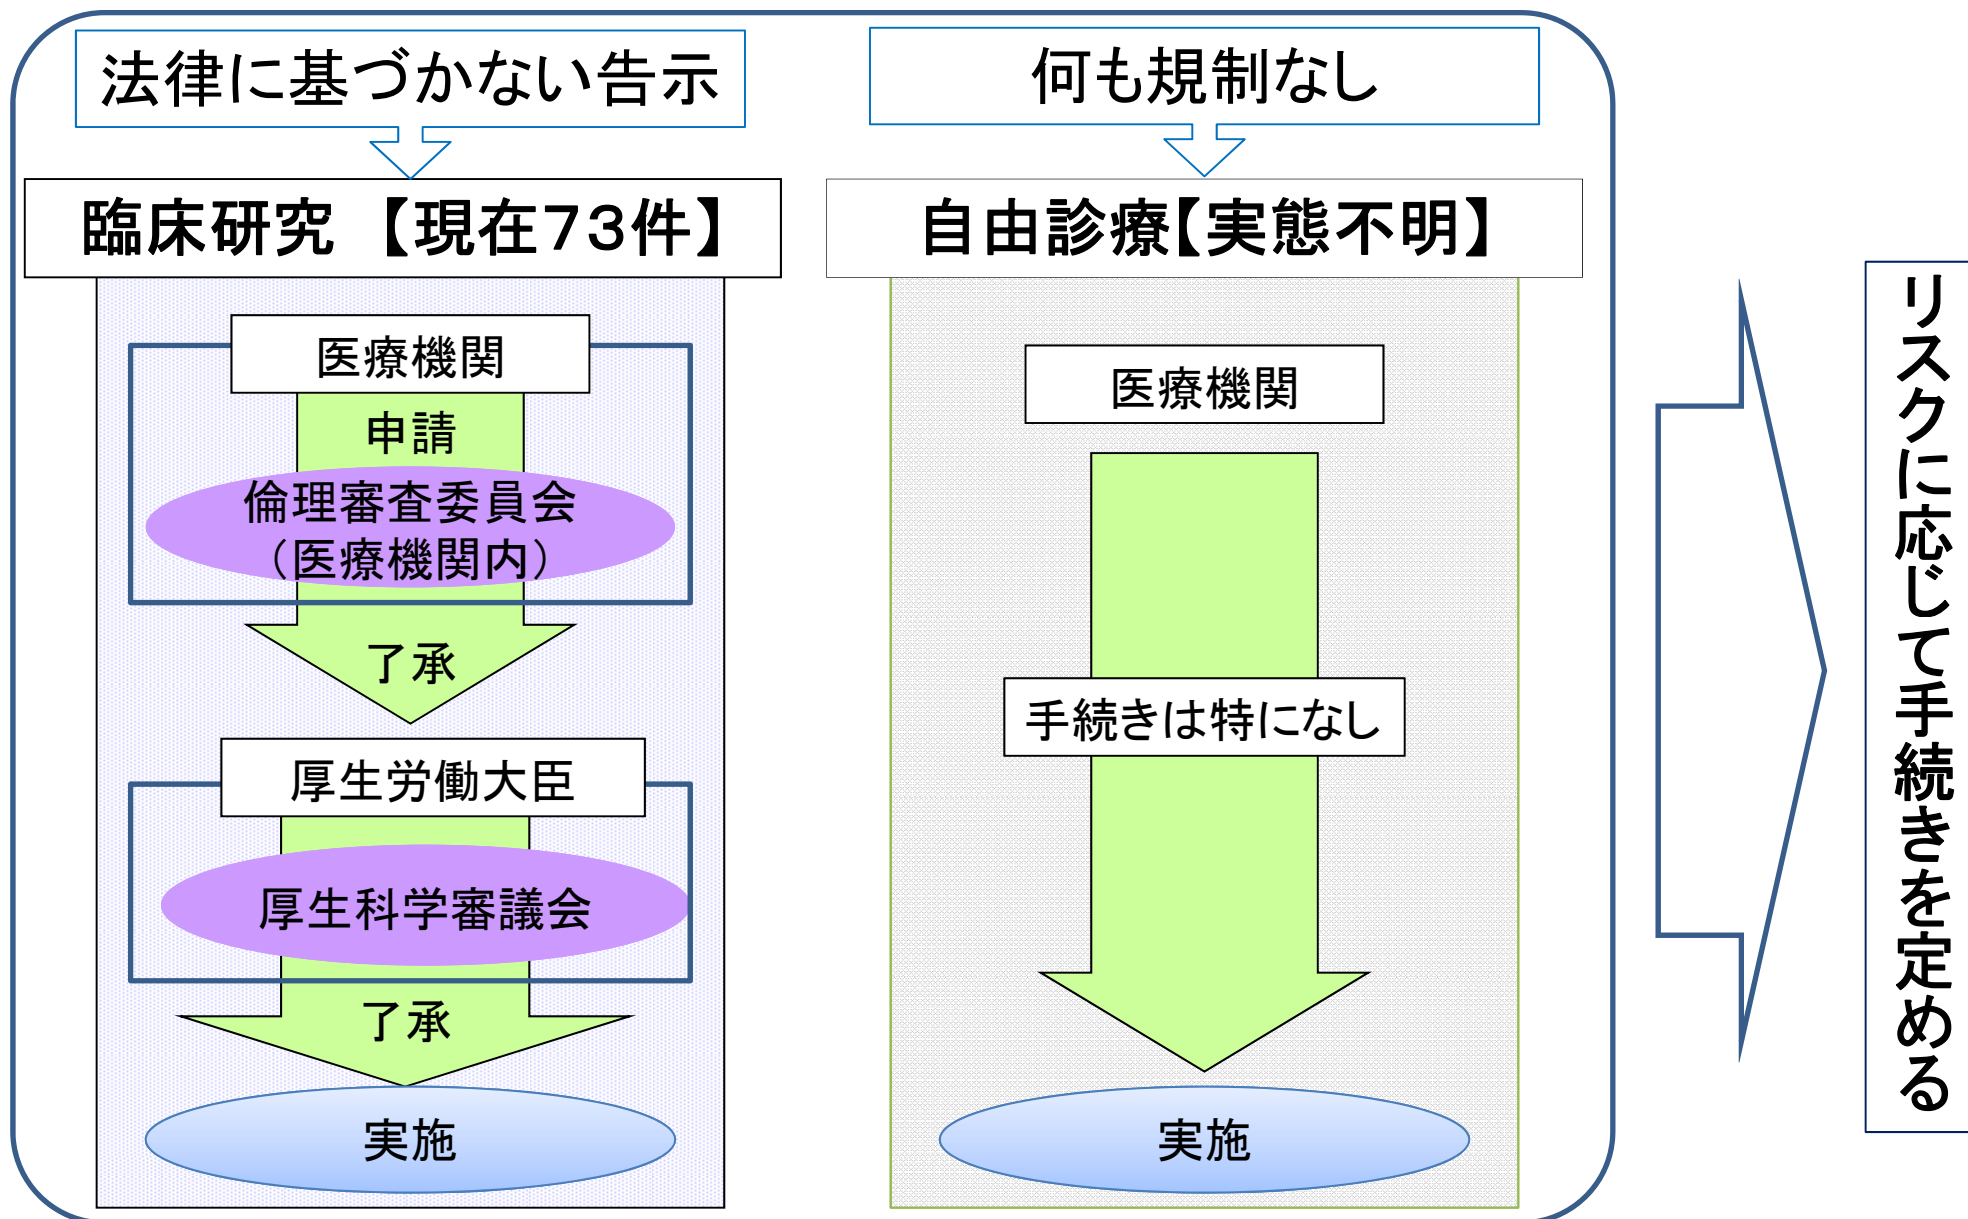 法律に基づかない告示
何も規制なし
臨床研究 【現在73件】
自由診療【実態不明】
医療機関
申請
倫理審査委員会
（医療機関内）
了承
厚生労働大臣
厚生科学審議会
了承
実施
医療機関
手続きは特になし
実施
リスクに応じて手続きを定める